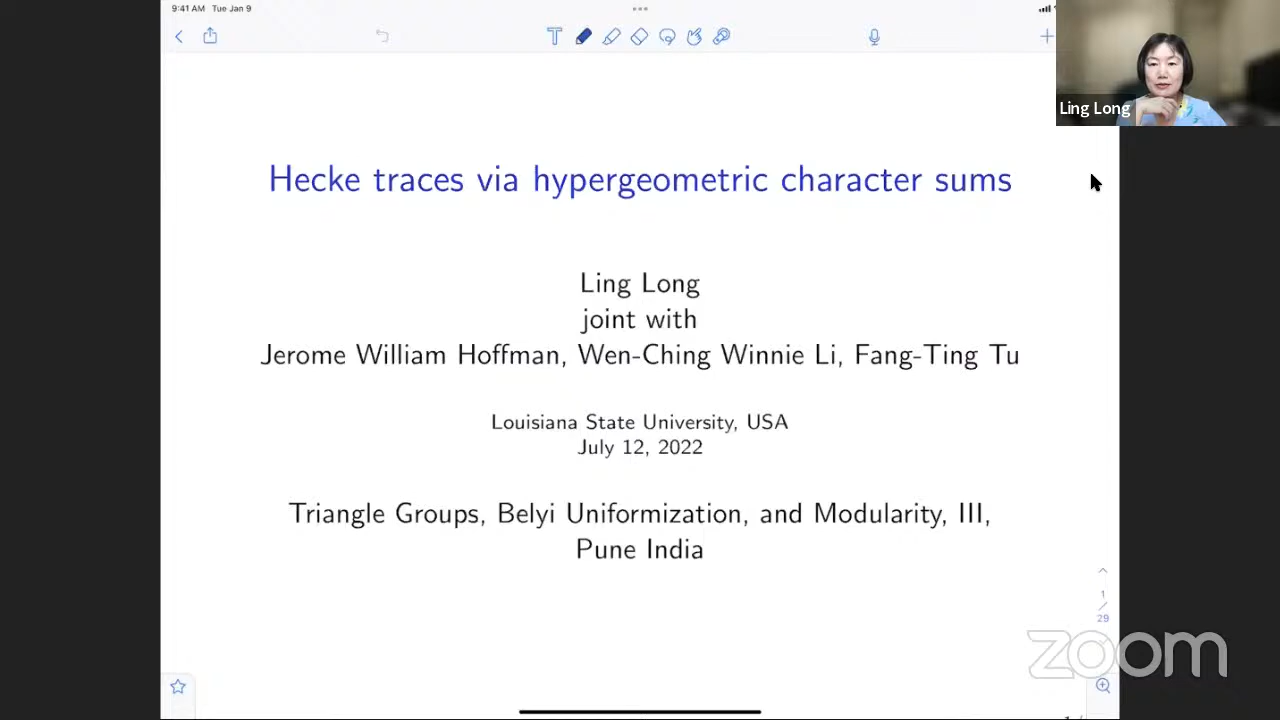 9:41 AM Tue Jan 9
Ling Long
Hecke traces via hypergeometric character sums
Ling Long
joint with
Jerome William Hoffman, Wen-Ching Winnie Li, Fang-Ting Tu
Louisiana State University, USA
July 12, 2022
Triangle Groups, Belyi Uniformization, and Modularity, III,
Pune India
1
/
29
zoom